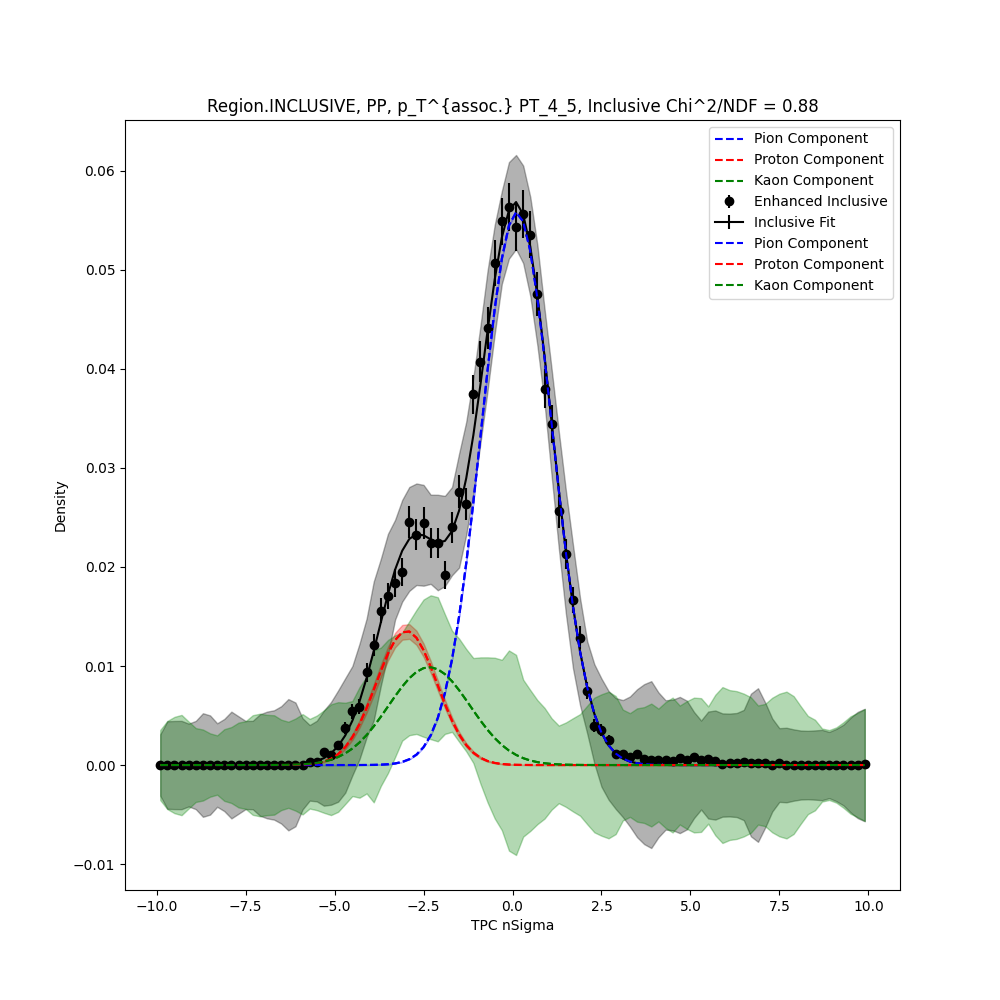 Region.INCLUSIVE, PP, p_T^{assoc.} PT_4_5, Inclusive Chi^2/NDF = 0.88
Pion Component
Proton Component
Kaon Component
Enhanced Inclusive
Inclusive Fit
Pion Component
Proton Component
Kaon Component
0.06
0.05
0.04
0.03
0.02
0.01
0.00
−0.01
Density
−10.0 −7.5 −5.0 −2.5 0.0 2.5 5.0 7.5 10.0
TPC nSigma